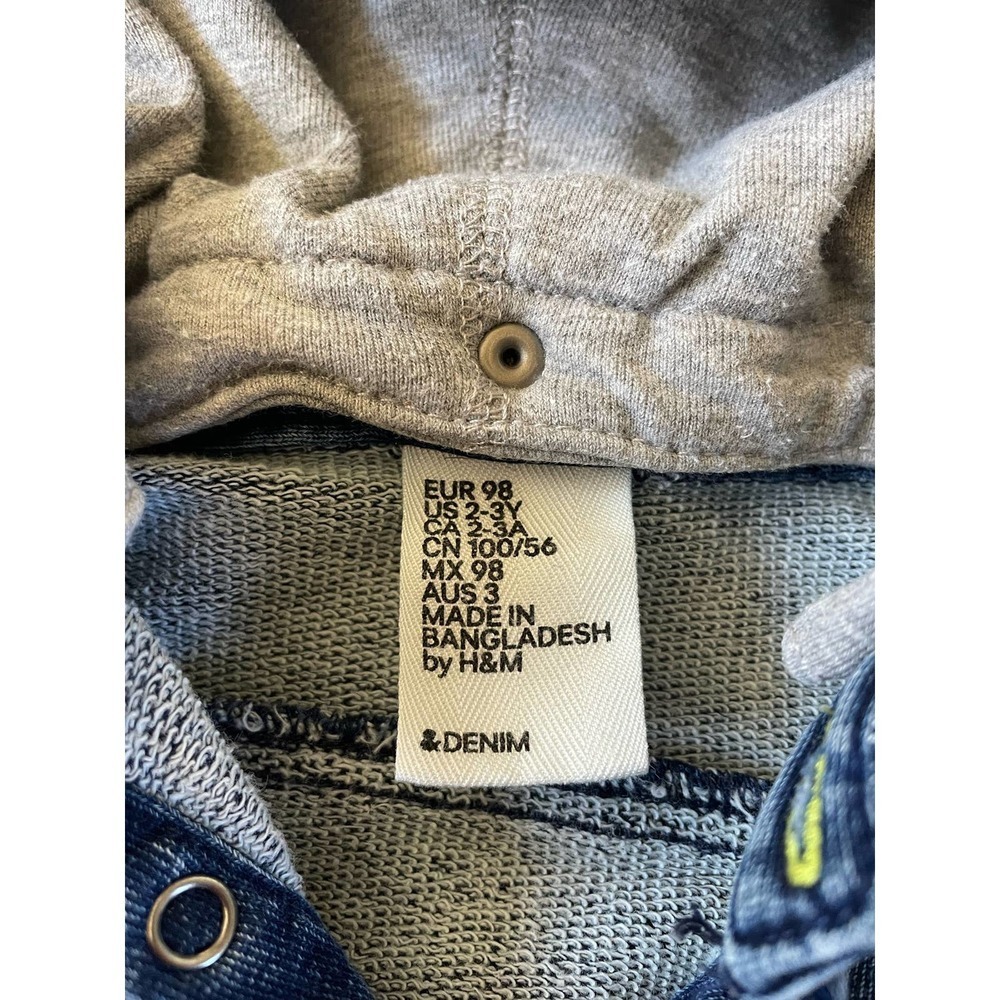 EUR 98
US 2-3Y
CA 2-3A
CN 100/56
MX 98
AUS 3
MADE IN
BANGLADESH
by H&M
&DENIM